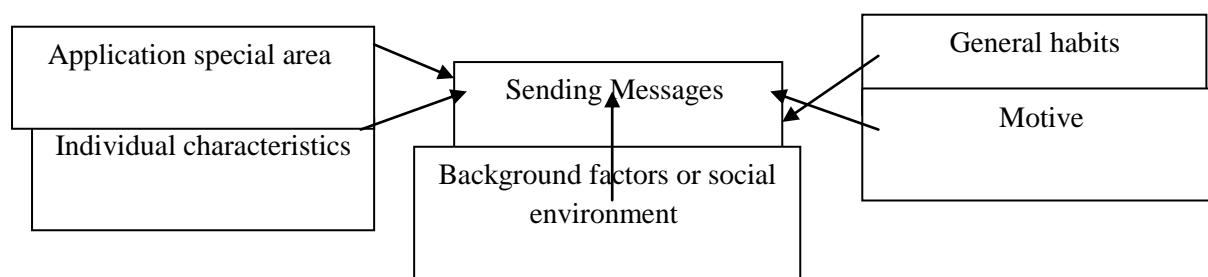 Application special area
Individual characteristics
Sending Messages
Background factors or social
environment
General habits
Motive